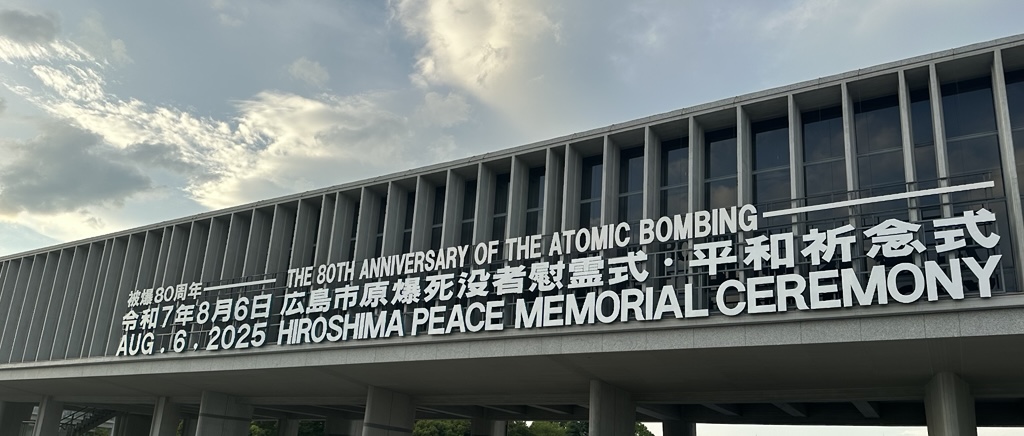 被爆80周年 THE 80TH ANNIVERSARY OF THE ATOMIC BOMBING
令和7年8月6日 広島市原爆死没者慰霊式・平和祈念式
AUG.6.2025 HIROSHIMA PEACE MEMORIAL CEREMONY